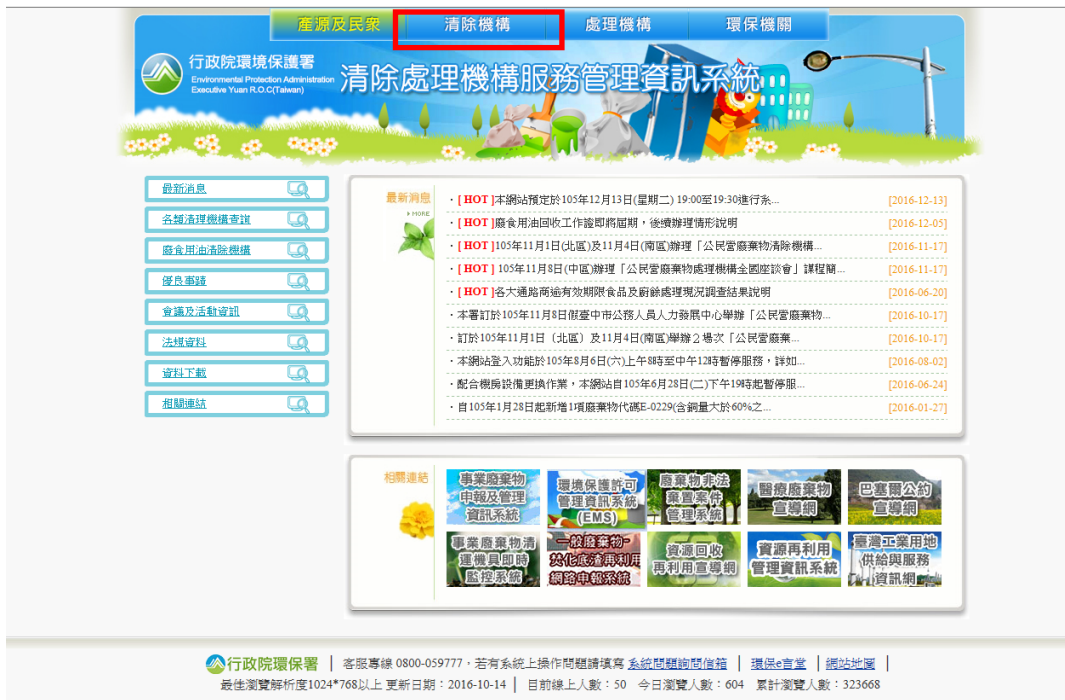 產源及民眾 清除機構 處理機構 環保機關
行政院環境保護署
Environmental Protection Administration
Executive Yuan R.O.C(Taiwan)
清除處理機構服務管理資訊系統
最新消息
各類清理機構查詢
廢食用油清除機構
優良事蹟
會議及活動資訊
法規資料
資料下載
相關連結
最新消息
MORE
‧[ HOT ]本網站預定於105年12月13日(星期二) 19:00至19:30進行系... [2016-12-13]
‧[ HOT ]廢食用油回收工作證即將屆期，後續辦理情形說明 [2016-12-05]
‧[ HOT ]105年11月1日(北區)及11月4日(南區)辦理「公民營廢棄物清除機構... [2016-11-17]
‧[ HOT ] 105年11月8日(中區)辦理「公民營廢棄物處理機構全國座談會」課程簡... [2016-11-17]
‧[ HOT ]各大通路商逾有效期限食品及廚餘處理現況調查結果說明 [2016-06-20]
‧本署訂於105年11月8日假臺中市公務人員人力發展中心舉辦「公民營廢棄物... [2016-10-17]
‧訂於105年11月1日（北區）及11月4日(南區)舉辦２場次「公民營廢棄... [2016-10-17]
‧本網站登入功能於105年8月6日(六)上午8時至中午12時暫停服務，詳如... [2016-08-02]
‧配合機房設備更換作業，本網站自105年6月28日(二)下午19時起暫停服... [2016-06-24]
‧自105年1月28日起新增1項廢棄物代碼E-0229(含銅量大於60%之... [2016-01-27]
相關連結
事業廢棄物
申報及管理
資訊系統
環境保護許可
管理資訊系統
(EMS)
廢棄物非法
棄置案件
管理系統
醫療廢棄物
宣導網
巴塞爾公約
宣導網
事業廢棄物清
運機具即時
監控系統
一般廢棄物-
焚化底渣再利用
網路申報系統
資源回收
再利用宣導網
資源再利用
管理資訊系統
臺灣工業用地
供給與服務
資訊網
行政院環保署 │ 客服專線 0800-059777，若有系統上操作問題請填寫 系統問題詢問信箱 │ 環保e言堂 │ 網站地圖 │
最佳瀏覽解析度1024*768以上 更新日期：2016-10-14 │ 目前線上人數：50 今日瀏覽人數：604 累計瀏覽人數：323668